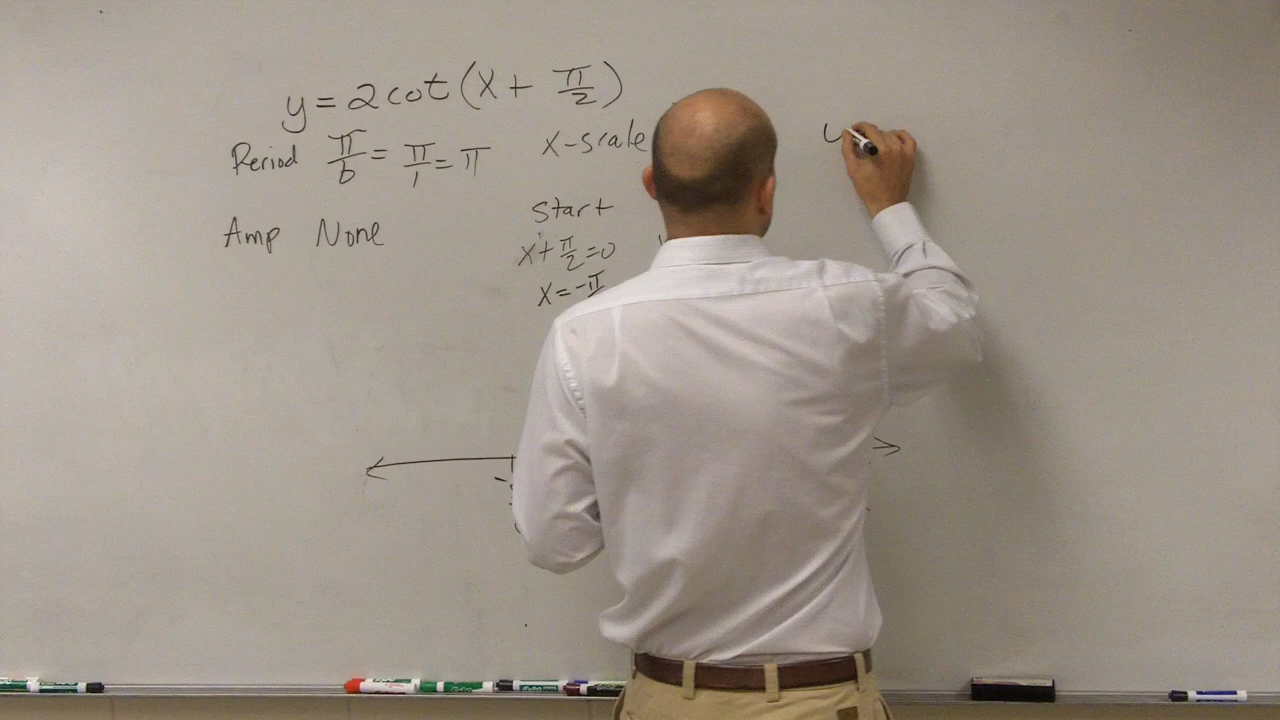 y = 2cot(x + π/2)
Period π/b = π/1 = π
x-scale
Amp None
start
x + π/2 = 0
x = -π